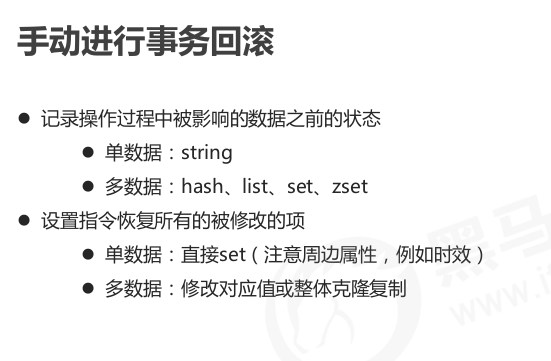 手动进行事务回滚
● 记录操作过程中被影响的数据之前的状态
● 单数据：string
● 多数据：hash、list、set、zset
● 设置指令恢复所有的被修改的项
● 单数据：直接set（注意周边属性，例如时效）
● 多数据：修改对应值或整体克隆复制
黑马
www.i